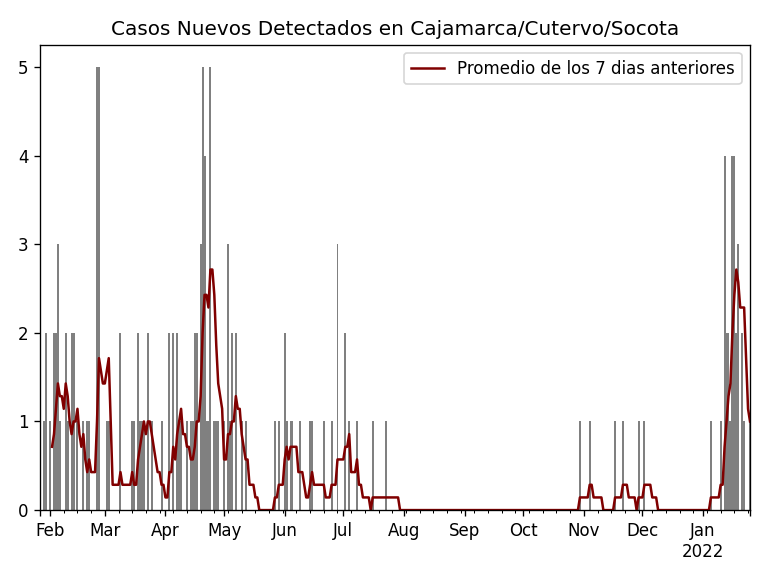 Casos Nuevos Detectados en Cajamarca/Cutervo/Socota
Promedio de los 7 dias anteriores
5
4
3
2
1
0
Feb Mar Apr May Jun Jul Aug Sep Oct Nov Dec Jan
2022